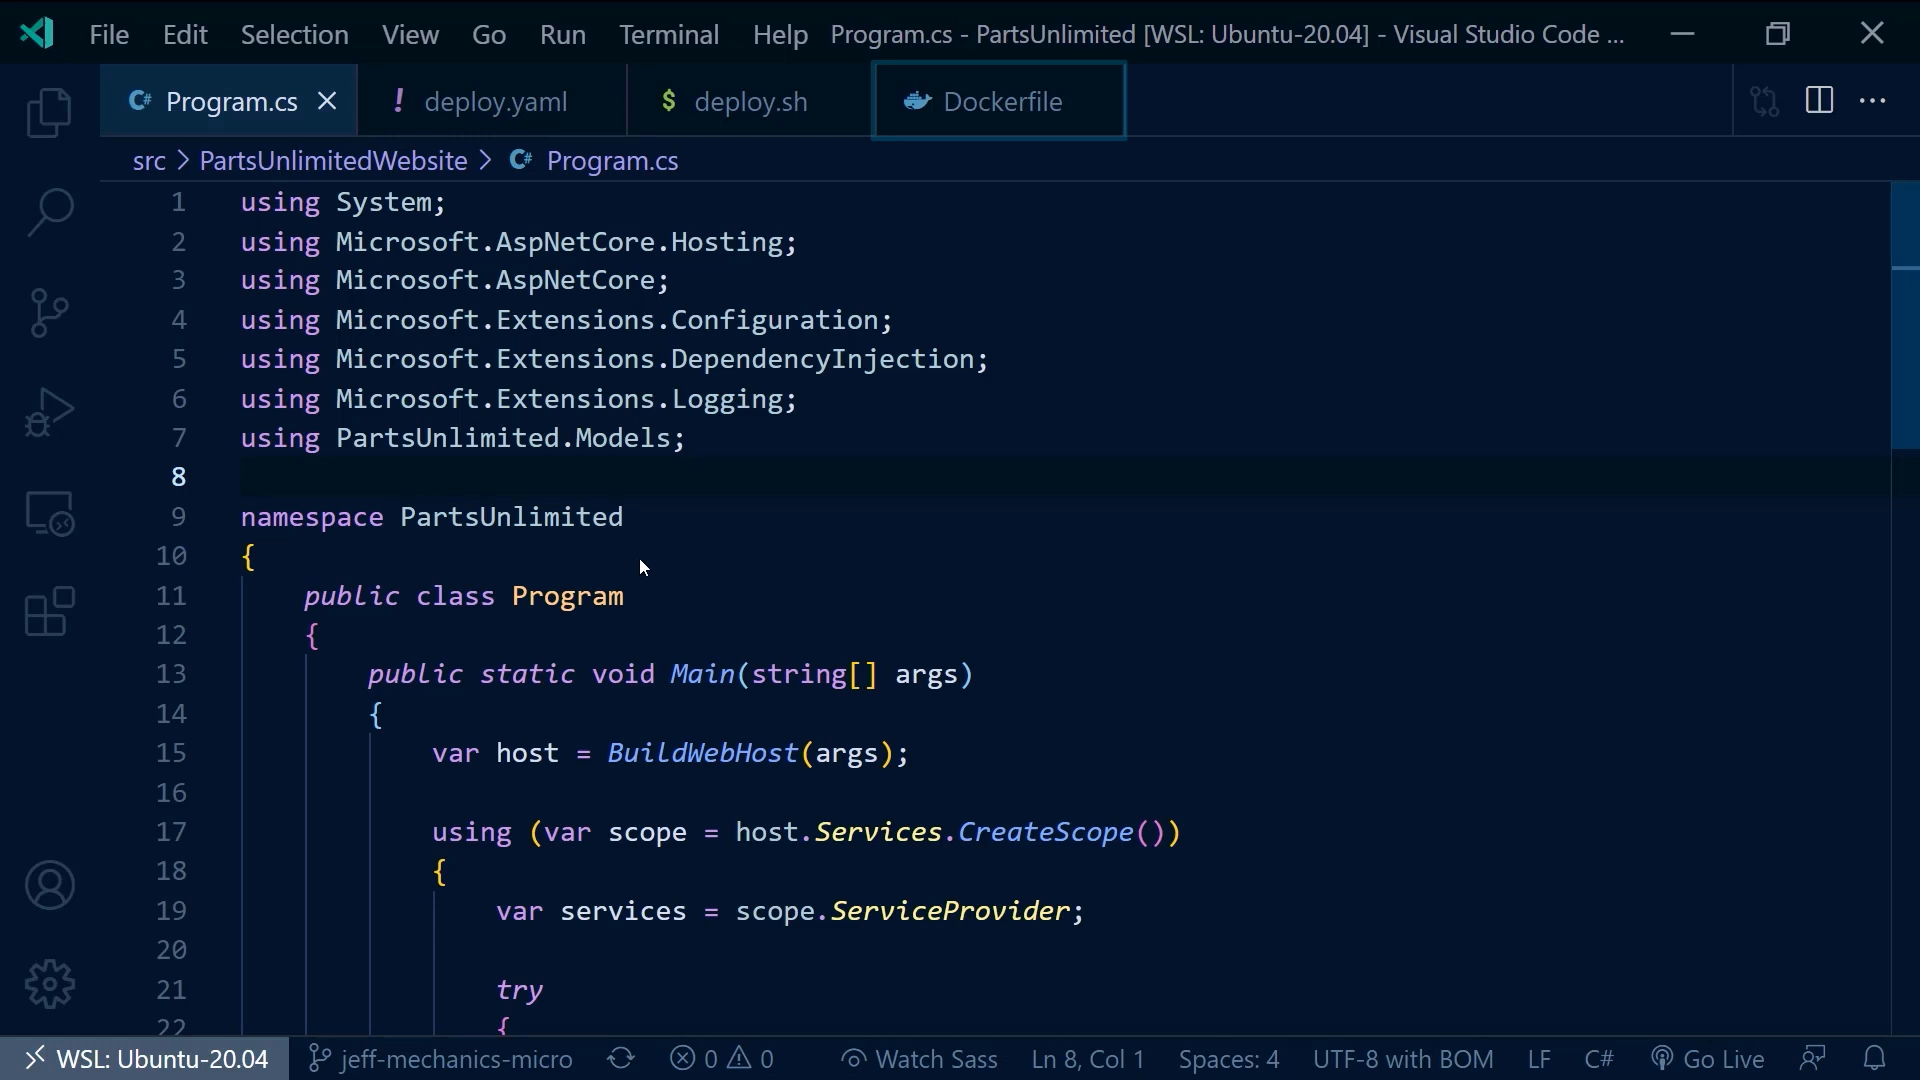 File Edit Selection View Go Run Terminal Help Program.cs - PartsUnlimited [WSL: Ubuntu-20.04] - Visual Studio Code ...
C# Program.cs ! deploy.yaml $ deploy.sh Dockerfile
src > PartsUnlimitedWebsite > C# Program.cs
1 using System;
2 using Microsoft.AspNetCore.Hosting;
3 using Microsoft.AspNetCore;
4 using Microsoft.Extensions.Configuration;
5 using Microsoft.Extensions.DependencyInjection;
6 using Microsoft.Extensions.Logging;
7 using PartsUnlimited.Models;
8
9 namespace PartsUnlimited
10 {
11 public class Program
12 {
13 public static void Main(string[] args)
14 {
15 var host = BuildWebHost(args);
16
17 using (var scope = host.Services.CreateScope())
18 {
19 var services = scope.ServiceProvider;
20
21 try
22 {
WSL: Ubuntu-20.04 jeff-mechanics-micro 0 0 Watch Sass Ln 8, Col 1 Spaces: 4 UTF-8 with BOM LF C# Go Live